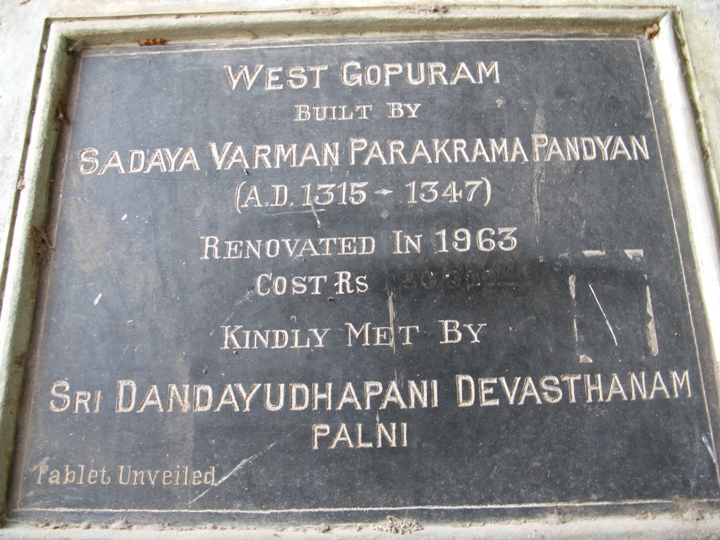 WEST GOPURAM
BUILT BY
SADAYA VARMAN PARAKRAMA PANDYAN
(A.D. 1315 - 1347)
RENOVATED IN 1963
COST RS
KINDLY MET BY
SRI DANDAYUDHAPANI DEVASTHANAM
PALNI
Tablet Unveiled